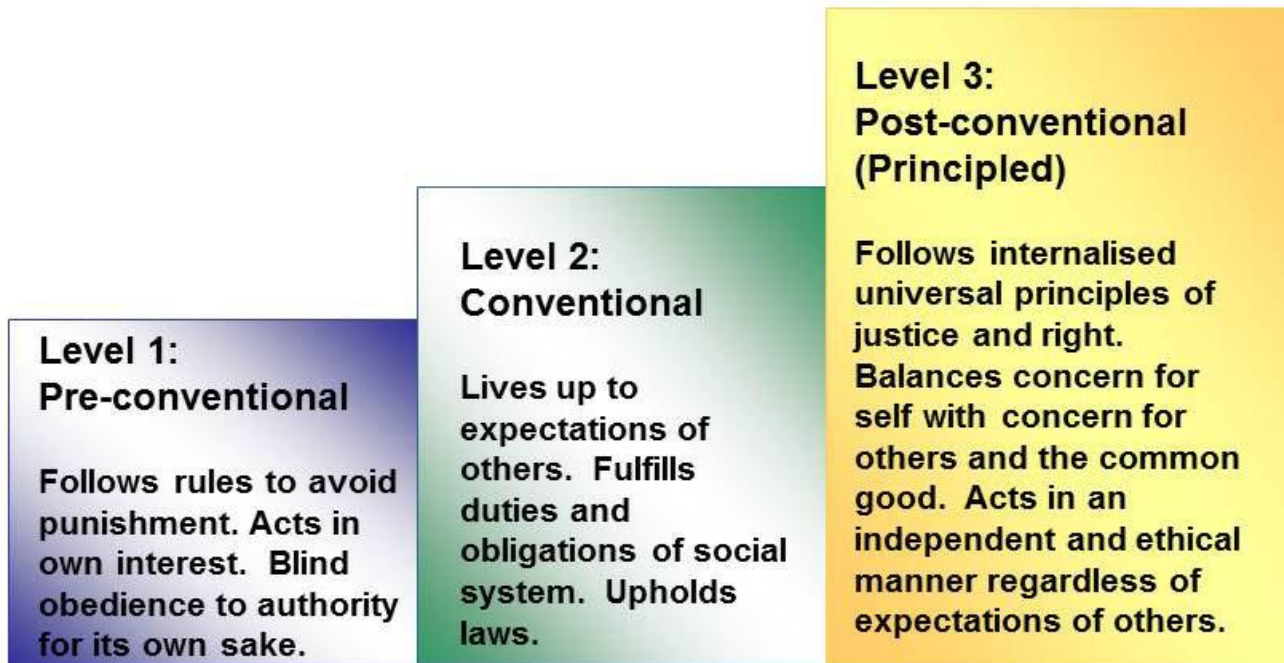 Level 1:
Pre-conventional
Follows rules to avoid
punishment. Acts in
own interest. Blind
obedience to authority
for its own sake.
Level 2:
Conventional
Lives up to
expectations of
others. Fulfills
duties and
obligations of social
system. Upholds
laws.
Level 3:
Post-conventional
(Principled)
Follows internalised
universal principles of
justice and right.
Balances concern for
self with concern for
others and the common
good. Acts in an
independent and ethical
manner regardless of
expectations of others.